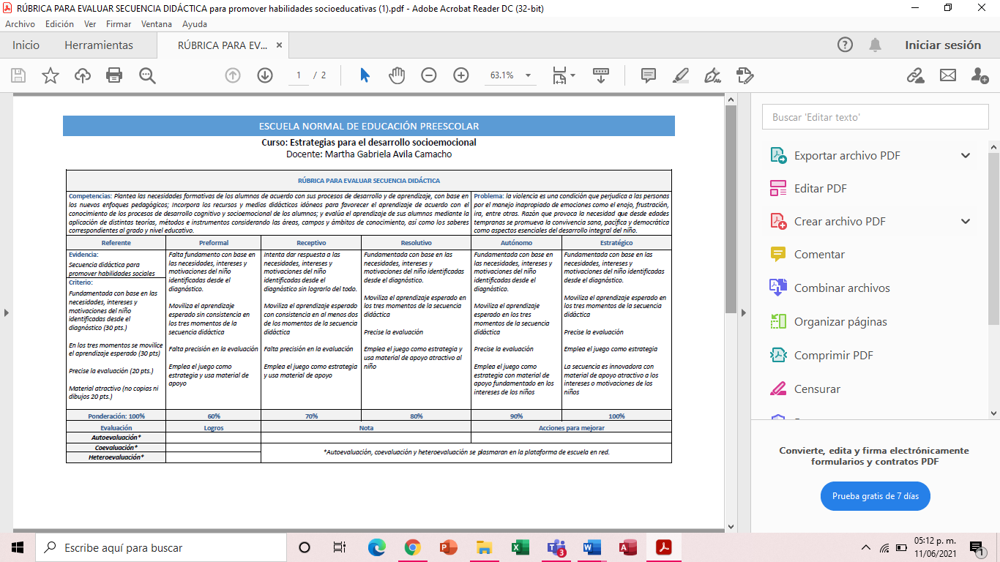 RÚBRICA PARA EVALUAR SECUENCIA DIDÁCTICA para promover habilidades socioeducativas (1).pdf - Adobe Acrobat Reader DC (32-bit)
Archivo Edición Ver Firmar Ventana Ayuda
Inicio Herramientas RÚBRICA PARA EV... × Iniciar sesión
1 / 2 63.1%
ESCUELA NORMAL DE EDUCACIÓN PREESCOLAR
Curso: Estrategias para el desarrollo socioemocional
Docente: Martha Gabriela Avila Camacho
RÚBRICA PARA EVALUAR SECUENCIA DIDÁCTICA
Competencias: Plantea las necesidades formativas de los alumnos de acuerdo con sus procesos de desarrollo y de aprendizaje, con base en
los nuevos enfoques pedagógicos; Incorpora los recursos y medios didácticos idóneos para favorecer el aprendizaje de acuerdo con el
conocimiento de los procesos de desarrollo cognitivo y socioemocional de los alumnos; y evalúa el aprendizaje de sus alumnos mediante la
aplicación de distintas teorías, métodos e instrumentos considerando las áreas, campos y ámbitos de conocimiento, así como los saberes
correspondientes al grado y nivel educativo.
Problema: la violencia es una condición que perjudica a las personas
por el manejo inapropiado de emociones como el enojo, frustración,
ira, entre otras. Razón que provoca la necesidad que desde edades
tempranas se promueva la convivencia sana, pacífica y democrática
como aspectos esenciales del desarrollo integral del niño.
Referente Preformal Receptivo Resolutivo Autónomo Estratégico
Evidencia:
Secuencia didáctica para
promover habilidades sociales
Criterio:
Fundamentada con base en las
necesidades, intereses y
motivaciones del niño
identificadas desde el
diagnóstico (30 pts.)
En los tres momentos se movilice
el aprendizaje esperado (30 pts)
Precise la evaluación (20 pts.)
Material atractivo (no copias ni
dibujos 20 pts.)
Falta fundamento con base en
las necesidades, intereses y
motivaciones del niño
identificadas desde el
diagnóstico.
Moviliza el aprendizaje
esperado sin consistencia en
los tres momentos de la
secuencia didáctica
Falta precisión en la evaluación
Emplea el juego como
estrategia y usa material de
apoyo
Intenta dar respuesta a las
necesidades, intereses y
motivaciones del niño
identificadas desde el
diagnóstico sin lograrlo del todo.
Moviliza el aprendizaje esperado
con consistencia en al menos dos
de los momentos de la secuencia
didáctica
Falta precisión en la evaluación
Emplea el juego como estrategia
y usa material de apoyo
Fundamentada con base en las
necesidades, intereses y
motivaciones del niño identificadas
desde el diagnóstico.
Moviliza el aprendizaje esperado en
los tres momentos de la secuencia
didáctica
Precise la evaluación
Emplea el juego como estrategia y
usa material de apoyo atractivo al
niño
Fundamentada con base en
las necesidades, intereses y
motivaciones del niño
identificadas desde el
diagnóstico.
Moviliza el aprendizaje
esperado en los tres
momentos de la secuencia
didáctica
Precise la evaluación
Emplea el juego como
estrategia con material de
apoyo fundamentado en los
intereses de los niños
Fundamentada con base en las
necesidades, intereses y
motivaciones del niño identificadas
desde el diagnóstico.
Moviliza el aprendizaje esperado en
los tres momentos de la secuencia
didáctica
Precise la evaluación
Emplea el juego como estrategia
La secuencia es innovadora con
material de apoyo atractivo a los
intereses o motivaciones de los
niños
Ponderación: 100% 60% 70% 80% 90% 100%
Evaluación Logros Nota Acciones para mejorar
Autoevaluación*
Coevaluación*
Heteroevaluación*
*Autoevaluación, coevaluación y heteroevaluación se plasmaran en la plataforma de escuela en red.
Buscar 'Editar texto'
Exportar archivo PDF
Editar PDF
Crear archivo PDF
Comentar
Combinar archivos
Organizar páginas
Comprimir PDF
Censurar
Convierte, edita y firma electrónicamente
formularios y contratos PDF
Prueba gratis de 7 días
Escribe aquí para buscar
3
05:12 p. m.
11/06/2021
1